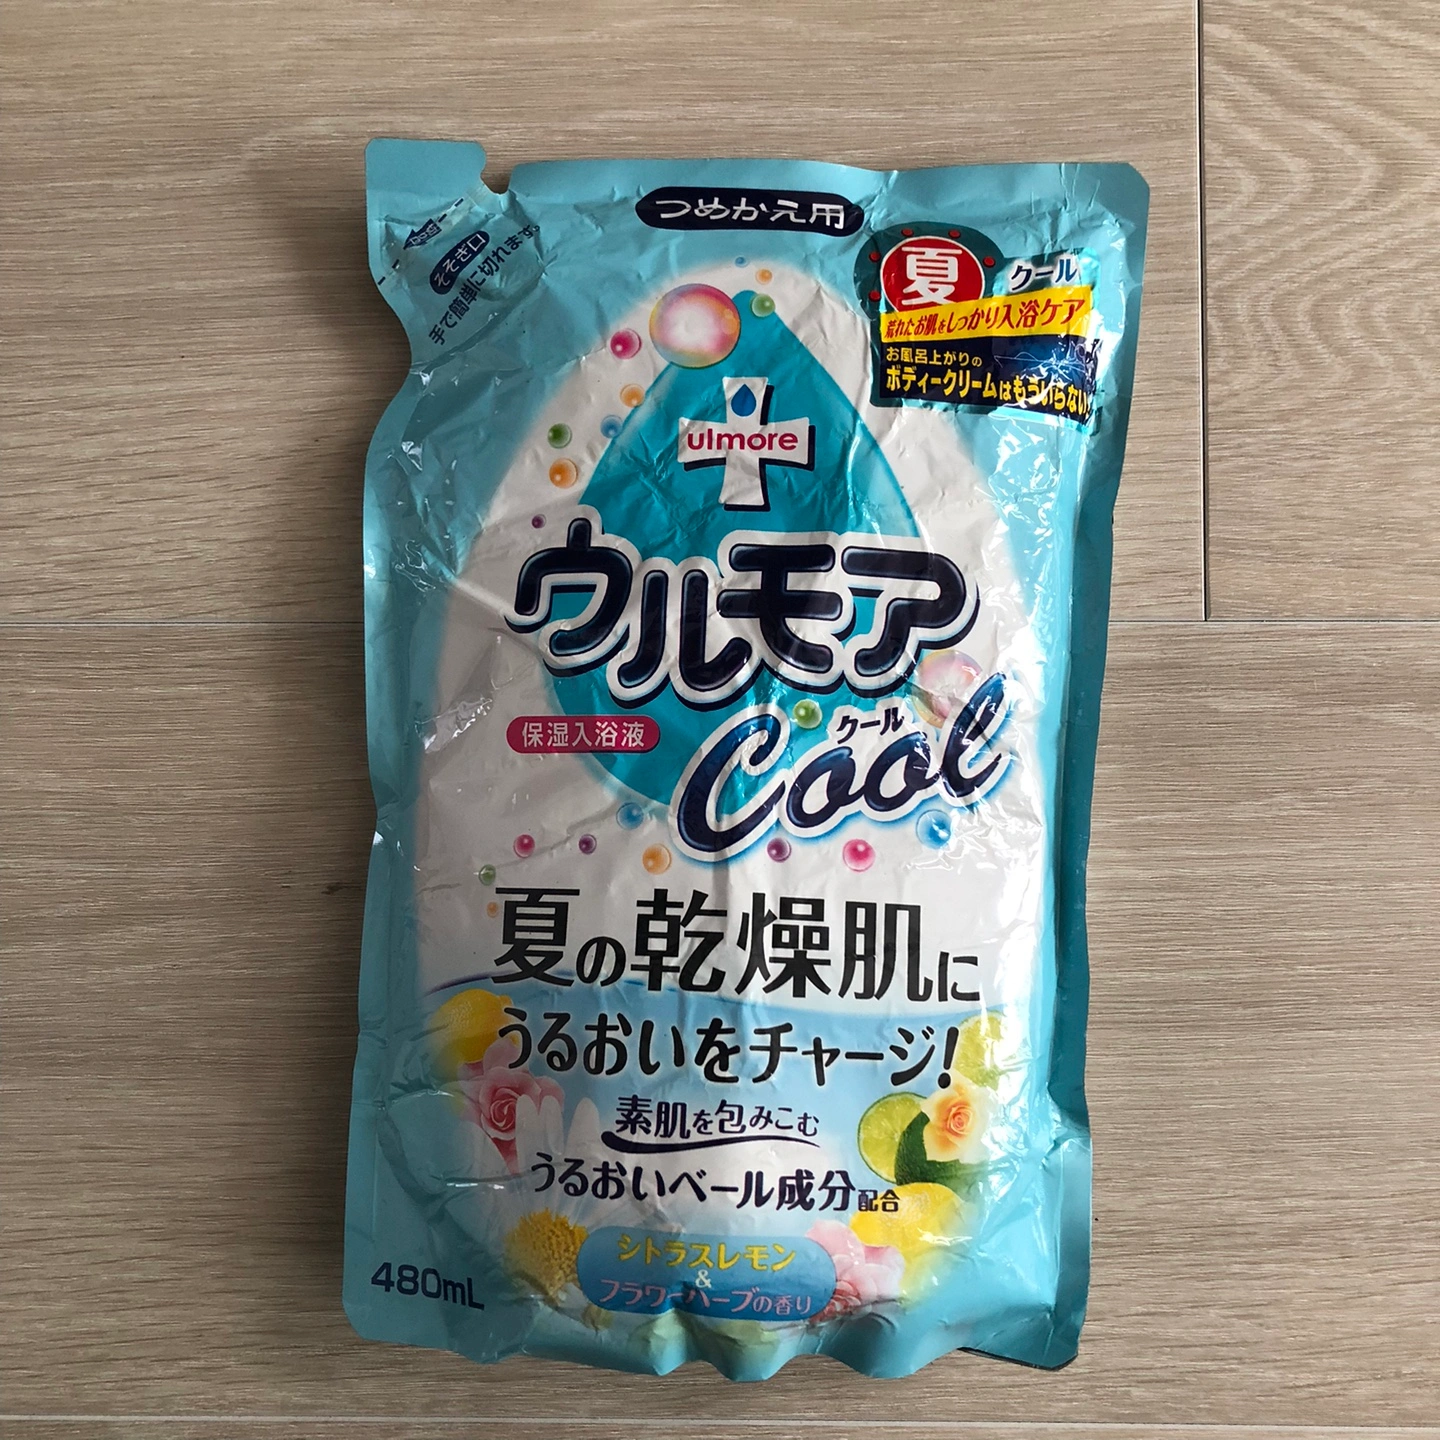 つめかえ用
そそぎ口
手で簡単に切れます。
夏 クール
荒れたお肌をしっかり入浴ケア
お風呂上がりの
ボディークリームはもういらない!
ulmore
ウルモア
クール
Cool
保湿入浴液
夏の乾燥肌に
うるおいをチャージ!
素肌を包みこむ
うるおいベール成分配合
シトラスレモン
&
フラワーハーブの香り
480mL